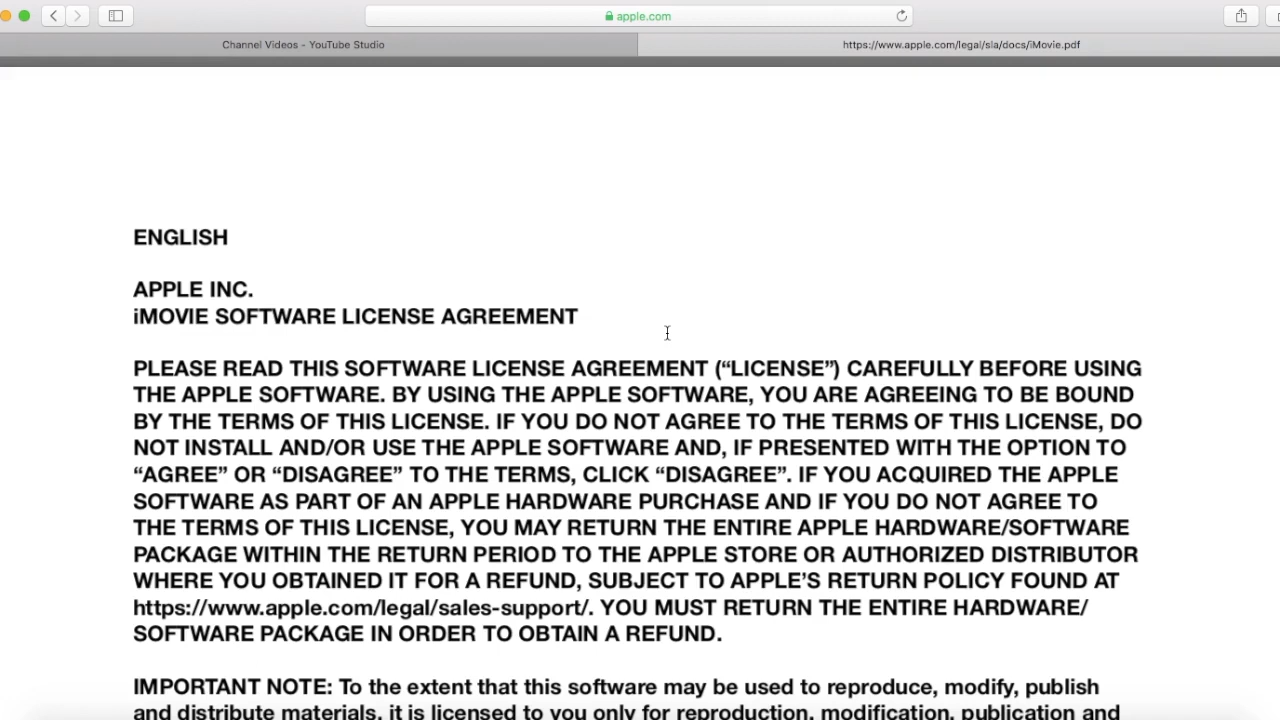 apple.com
Channel Videos - YouTube Studio
https://www.apple.com/legal/sla/docs/iMovie.pdf
ENGLISH
APPLE INC.
iMOVIE SOFTWARE LICENSE AGREEMENT
PLEASE READ THIS SOFTWARE LICENSE AGREEMENT (“LICENSE”) CAREFULLY BEFORE USING
THE APPLE SOFTWARE. BY USING THE APPLE SOFTWARE, YOU ARE AGREEING TO BE BOUND
BY THE TERMS OF THIS LICENSE. IF YOU DO NOT AGREE TO THE TERMS OF THIS LICENSE, DO
NOT INSTALL AND/OR USE THE APPLE SOFTWARE AND, IF PRESENTED WITH THE OPTION TO
“AGREE” OR “DISAGREE” TO THE TERMS, CLICK “DISAGREE”. IF YOU ACQUIRED THE APPLE
SOFTWARE AS PART OF AN APPLE HARDWARE PURCHASE AND IF YOU DO NOT AGREE TO
THE TERMS OF THIS LICENSE, YOU MAY RETURN THE ENTIRE APPLE HARDWARE/SOFTWARE
PACKAGE WITHIN THE RETURN PERIOD TO THE APPLE STORE OR AUTHORIZED DISTRIBUTOR
WHERE YOU OBTAINED IT FOR A REFUND, SUBJECT TO APPLE’S RETURN POLICY FOUND AT
https://www.apple.com/legal/sales-support/. YOU MUST RETURN THE ENTIRE HARDWARE/
SOFTWARE PACKAGE IN ORDER TO OBTAIN A REFUND.
IMPORTANT NOTE: To the extent that this software may be used to reproduce, modify, publish
and distribute materials, it is licensed to you only for reproduction, modification, publication and